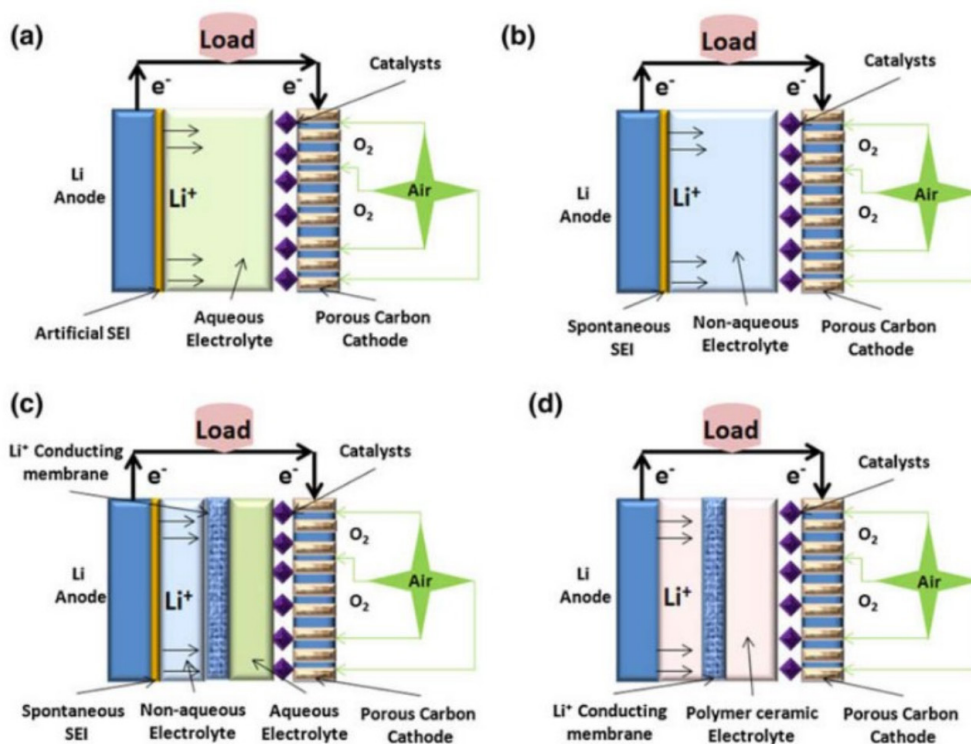 (a)
Load
e-
e-
Catalysts
Li
Anode
Li+
O2
O2
Air
Artificial SEI
Aqueous
Electrolyte
Porous Carbon
Cathode
(b)
Load
e-
e-
Catalysts
Li
Anode
Li+
O2
O2
Air
Spontaneous
SEI
Non-aqueous
Electrolyte
Porous Carbon
Cathode
(c)
Load
Li+ Conducting
membrane
e-
e-
Catalysts
Li
Anode
Li+
O2
O2
Air
Spontaneous
SEI
Non-aqueous
Electrolyte
Aqueous
Electrolyte
Porous Carbon
Cathode
(d)
Load
e-
e-
Catalysts
Li
Anode
Li+
O2
O2
Air
Li+ Conducting
membrane
Polymer ceramic
Electrolyte
Porous Carbon
Cathode